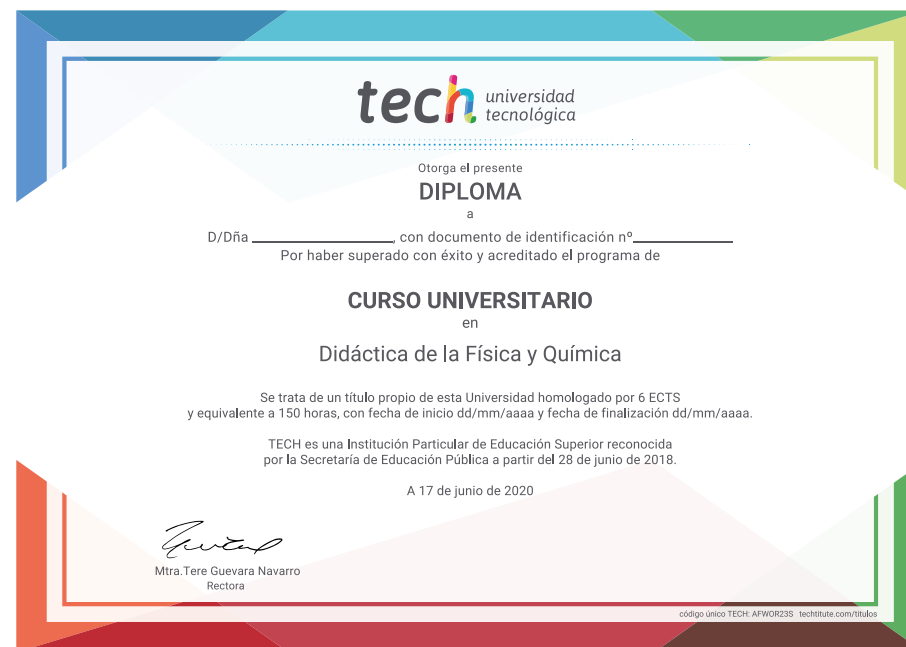 tech universidad
tecnológica
Otorga el presente
DIPLOMA
a
D/Dña ____________________, con documento de identificación nº______________
Por haber superado con éxito y acreditado el programa de
CURSO UNIVERSITARIO
en
Didáctica de la Física y Química
Se trata de un título propio de esta Universidad homologado por 6 ECTS
y equivalente a 150 horas, con fecha de inicio dd/mm/aaaa y fecha de finalización dd/mm/aaaa.
TECH es una Institución Particular de Educación Superior reconocida
por la Secretaría de Educación Pública a partir del 28 de junio de 2018.
A 17 de junio de 2020
Mtra.Tere Guevara Navarro
Rectora
código único TECH: AFWOR23S techtitute.com/titulos